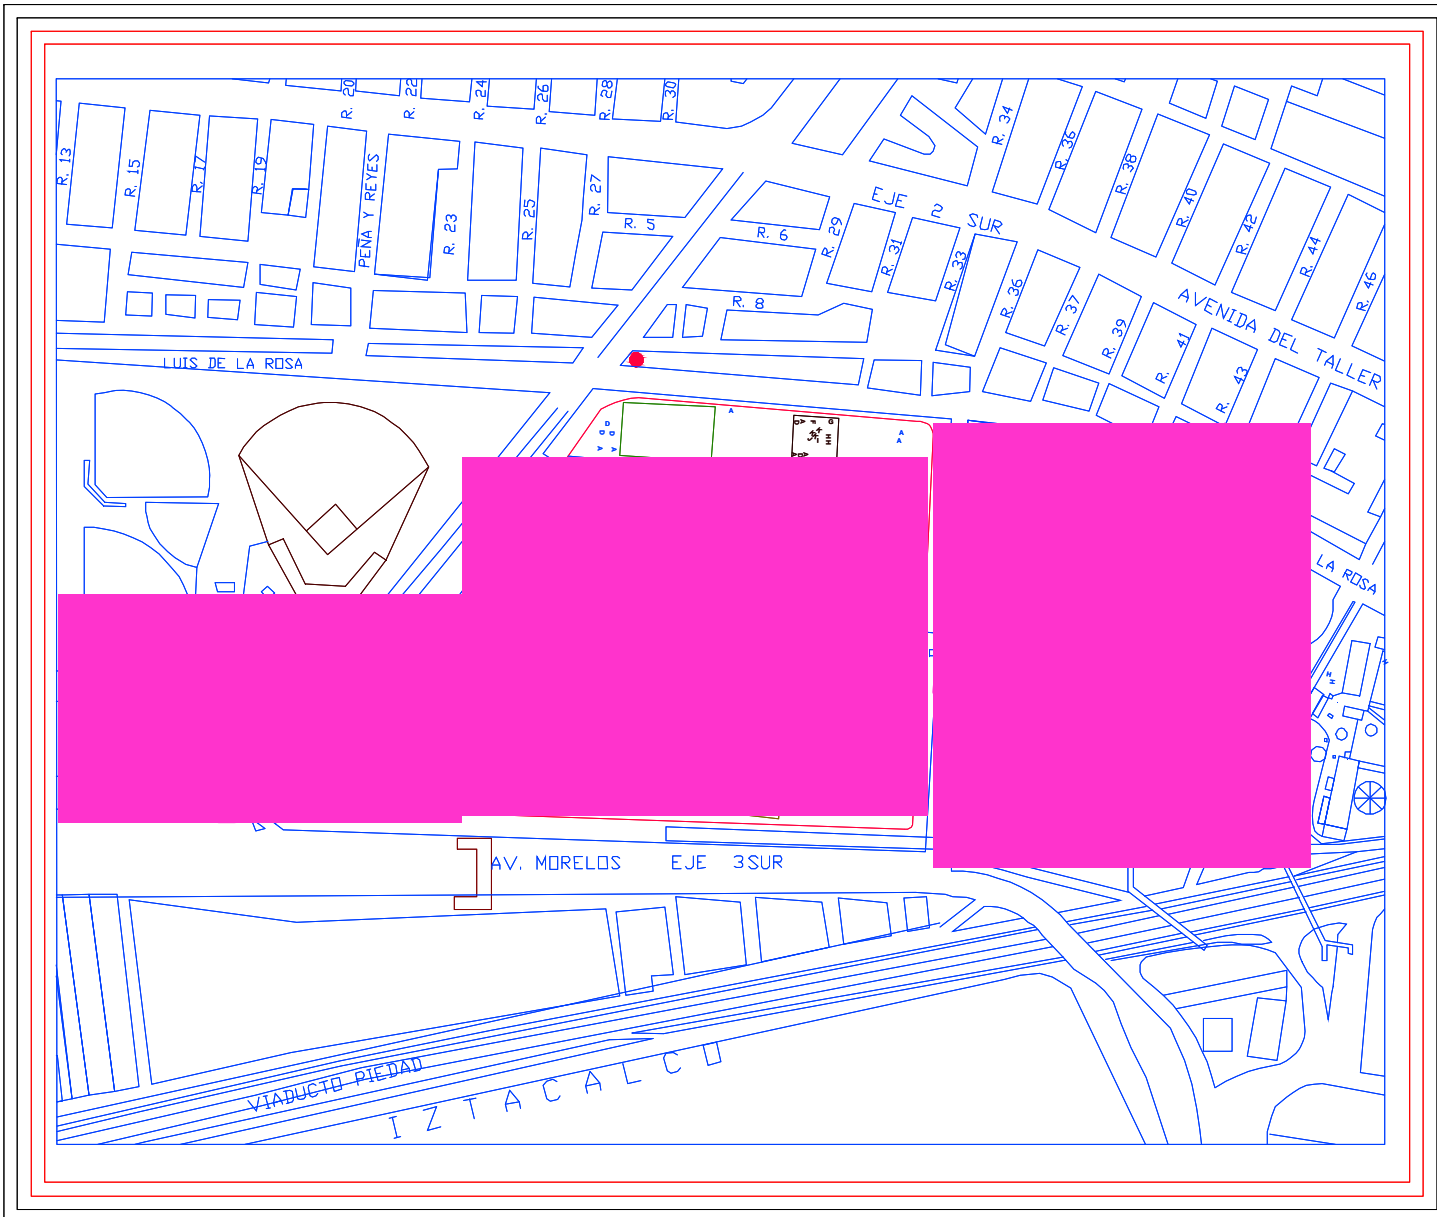 R. 20
R. 22
R. 24
R. 26
R. 28
R. 30
R. 34
R. 36
R. 38
R. 40
R. 42
R. 44
R. 46
R. 13
R. 15
R. 17
R. 19
PEÑA Y REYES
R. 23
R. 25
R. 27
R. 5
R. 6
R. 8
R. 29
R. 31
R. 33
R. 36
R. 37
R. 39
R. 41
R. 43
EJE 2 SUR
AVENIDA DEL TALLER
LUIS DE LA ROSA
LA ROSA
AV. MORELOS EJE 3 SUR
VIADUCTO PIEDAD
IZTACALCO